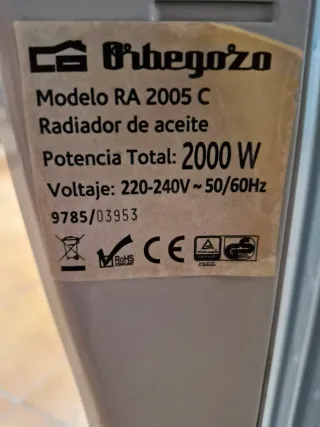 Orbegozo
Modelo RA 2005 C
Radiador de aceite
Potencia Total: 2000 W
Voltaje: 220-240V ~ 50/60Hz
9785/03953
RoHS CE GS